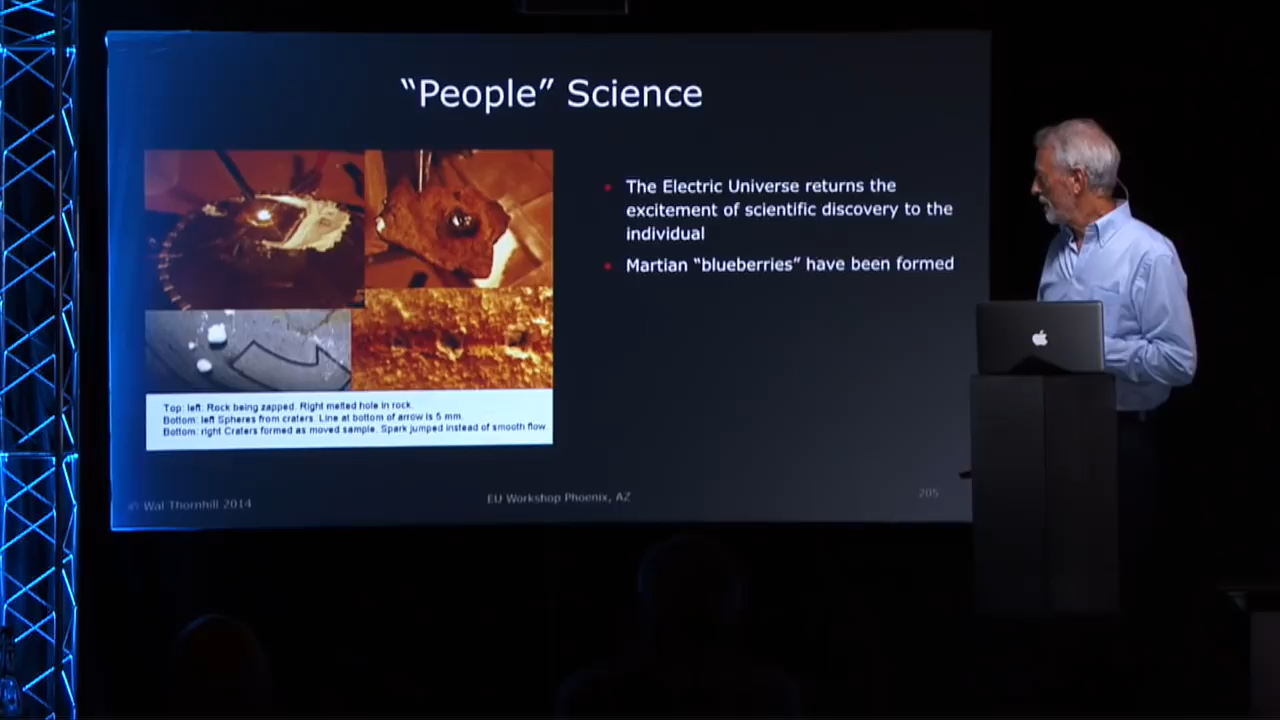 “People” Science
• The Electric Universe returns the
excitement of scientific discovery to the
individual
• Martian “blueberries” have been formed
Top: left: Rock being zapped. Right melted hole in rock.
Bottom: left Spheres from craters. Line at bottom of arrow is 5 mm.
Bottom: right Craters formed as moved sample. Spark jumped instead of smooth flow.
© Wal Thornhill 2014
EU Workshop Phoenix, AZ
205